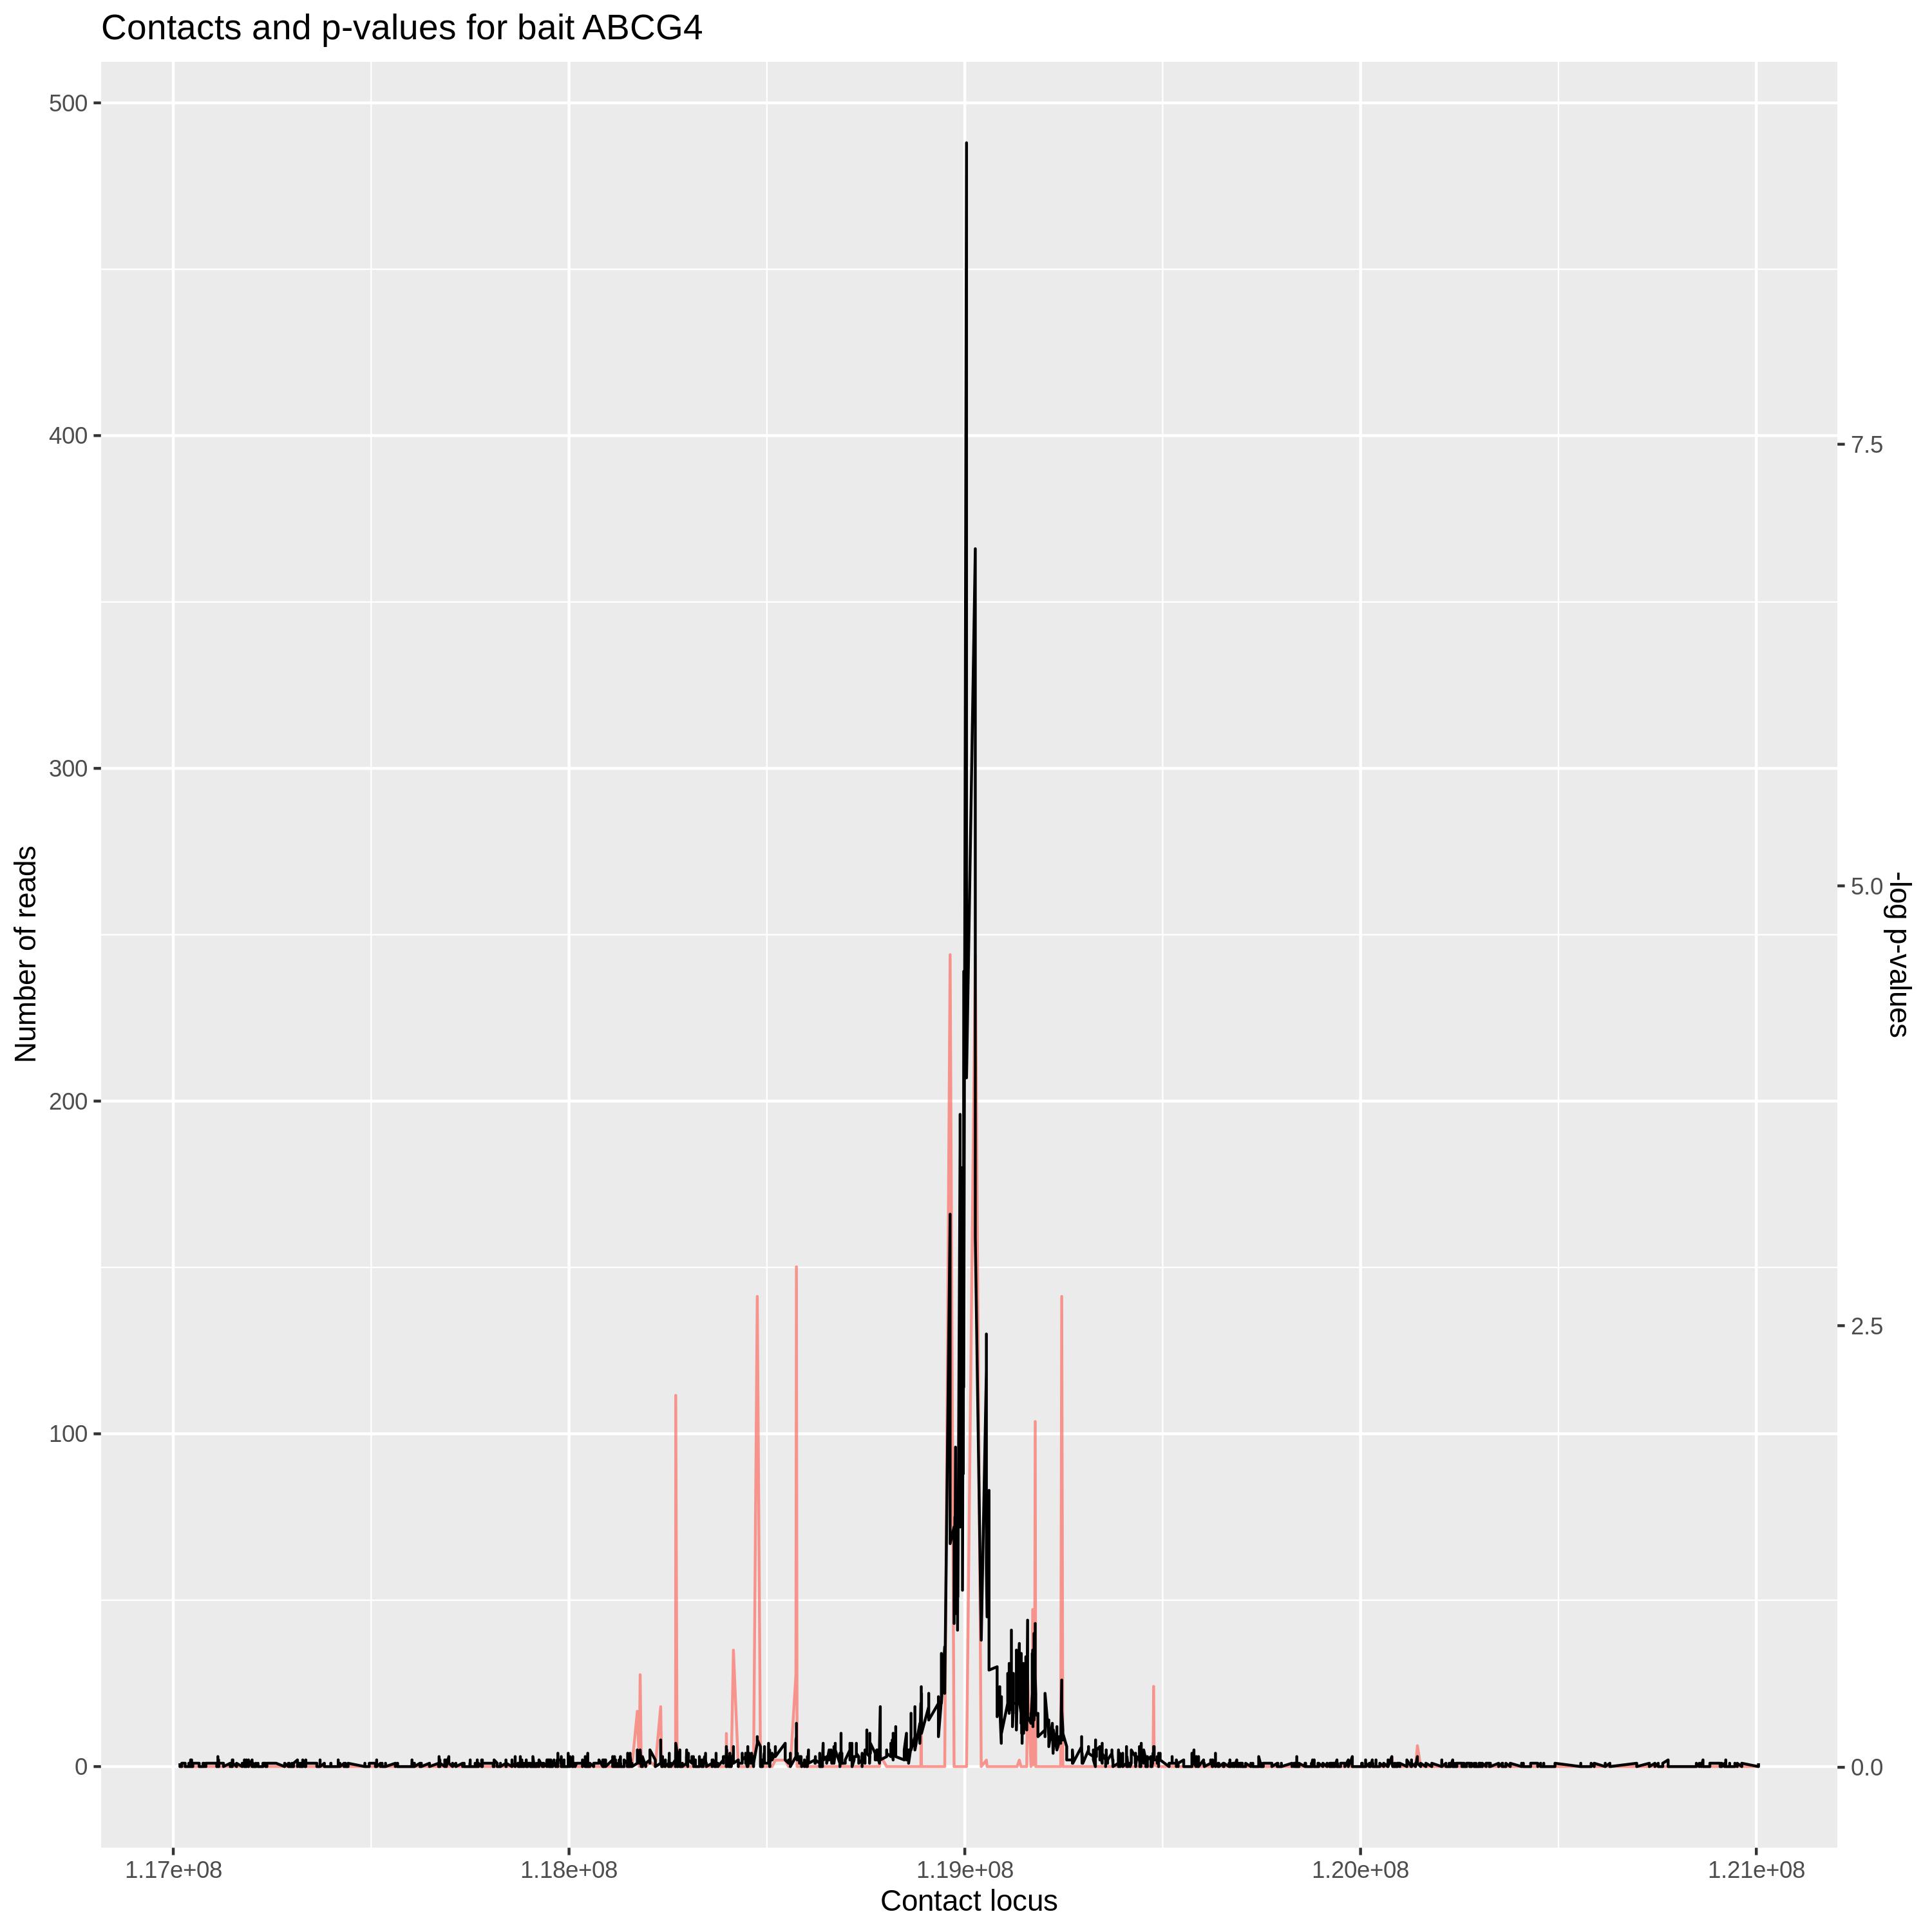 Contacts and p-values for bait ABCG4
500
400
300
200
100
0
Number of reads
7.5
5.0
2.5
0.0
-log p-values
1.17e+08
1.18e+08
1.19e+08
1.20e+08
1.21e+08
Contact locus